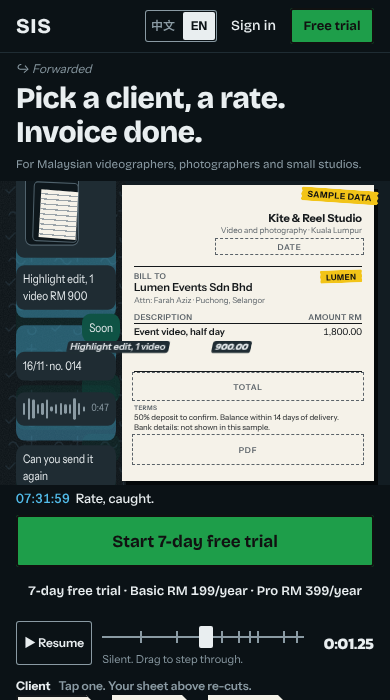 SIS
中文 EN
Sign in
Free trial
↪ Forwarded
Pick a client, a rate.
Invoice done.
For Malaysian videographers, photographers and small studios.
SAMPLE DATA
Kite & Reel Studio
Video and photography · Kuala Lumpur
DATE
BILL TO
LUMEN
Lumen Events Sdn Bhd
Attn: Farah Aziz · Puchong, Selangor
DESCRIPTION AMOUNT RM
Event video, half day 1,800.00
Highlight edit, 1 video 900.00
TOTAL
TERMS
50% deposit to confirm. Balance within 14 days of delivery.
Bank details: not shown in this sample.
PDF
Highlight edit, 1
video RM 900
Soon
16/11 · no. 014
0:47
Can you send it
again
07:31:59 Rate, caught.
Start 7-day free trial
7-day free trial · Basic RM 199/year · Pro RM 399/year
▶ Resume
0:01.25
Silent. Drag to step through.
Client Tap one. Your sheet above re-cuts.